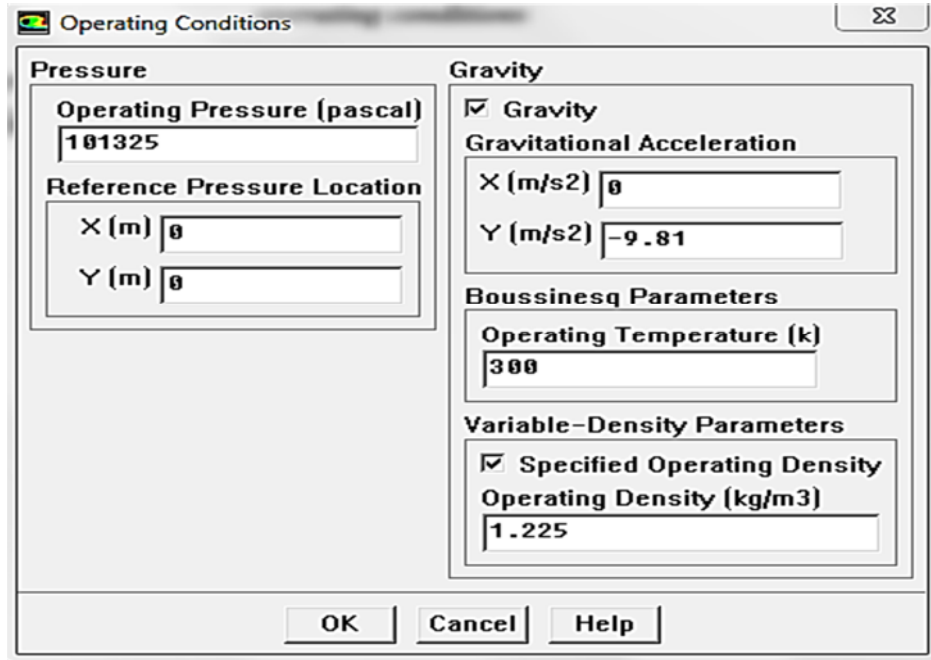 Operating Conditions
Pressure
Operating Pressure (pascal)
101325
Reference Pressure Location
X (m) 0
Y (m) 0
Gravity
Gravity
Gravitational Acceleration
X (m/s2) 0
Y (m/s2) -9.81
Boussinesq Parameters
Operating Temperature (k)
300
Variable-Density Parameters
Specified Operating Density
Operating Density (kg/m3)
1.225
OK Cancel Help